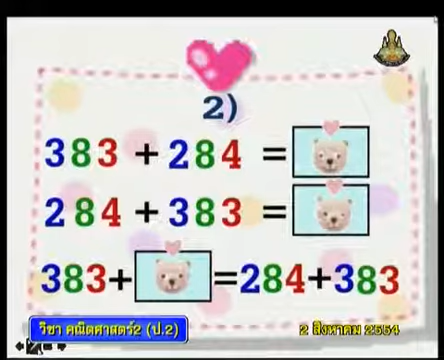 2)
383 + 284 =
284 + 383 =
383+ =284+383
วิชา คณิตศาสตร์2 (ป.2)
2 สิงหาคม 2554